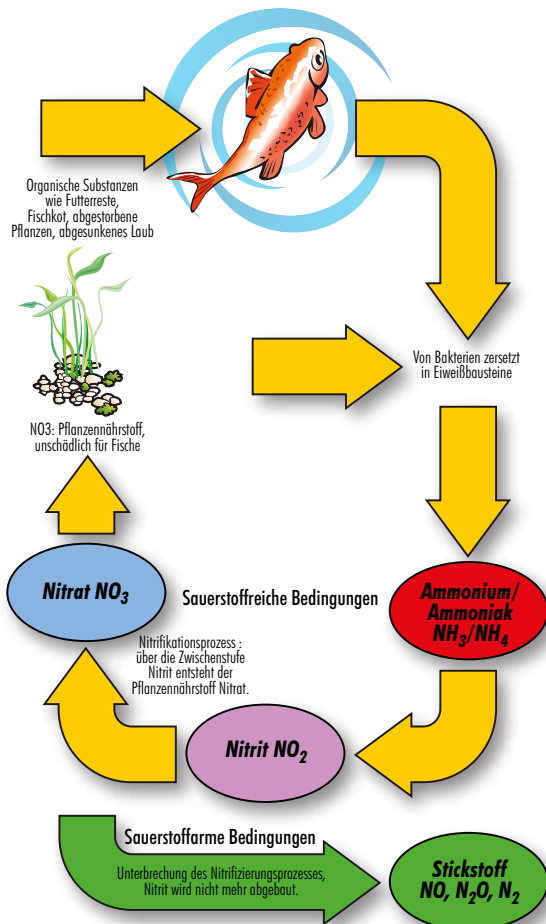 Organische Substanzen
wie Futterreste,
Fischkot, abgestorbene
Pflanzen, abgesunkenes Laub
Von Bakterien zersetzt
in Eiweißbausteine
NO3: Pflanzennährstoff,
unschädlich für Fische
Nitrat NO₃
Sauerstoffreiche Bedingungen
Ammonium/
Ammoniak
NH₃/NH₄
Nitrifikationsprozess :
über die Zwischenstufe
Nitrit entsteht der
Pflanzennährstoff Nitrat.
Nitrit NO₂
Sauerstoffarme Bedingungen
Unterbrechung des Nitrifizierungsprozesses,
Nitrit wird nicht mehr abgebaut.
Stickstoff
NO, N₂O, N₂